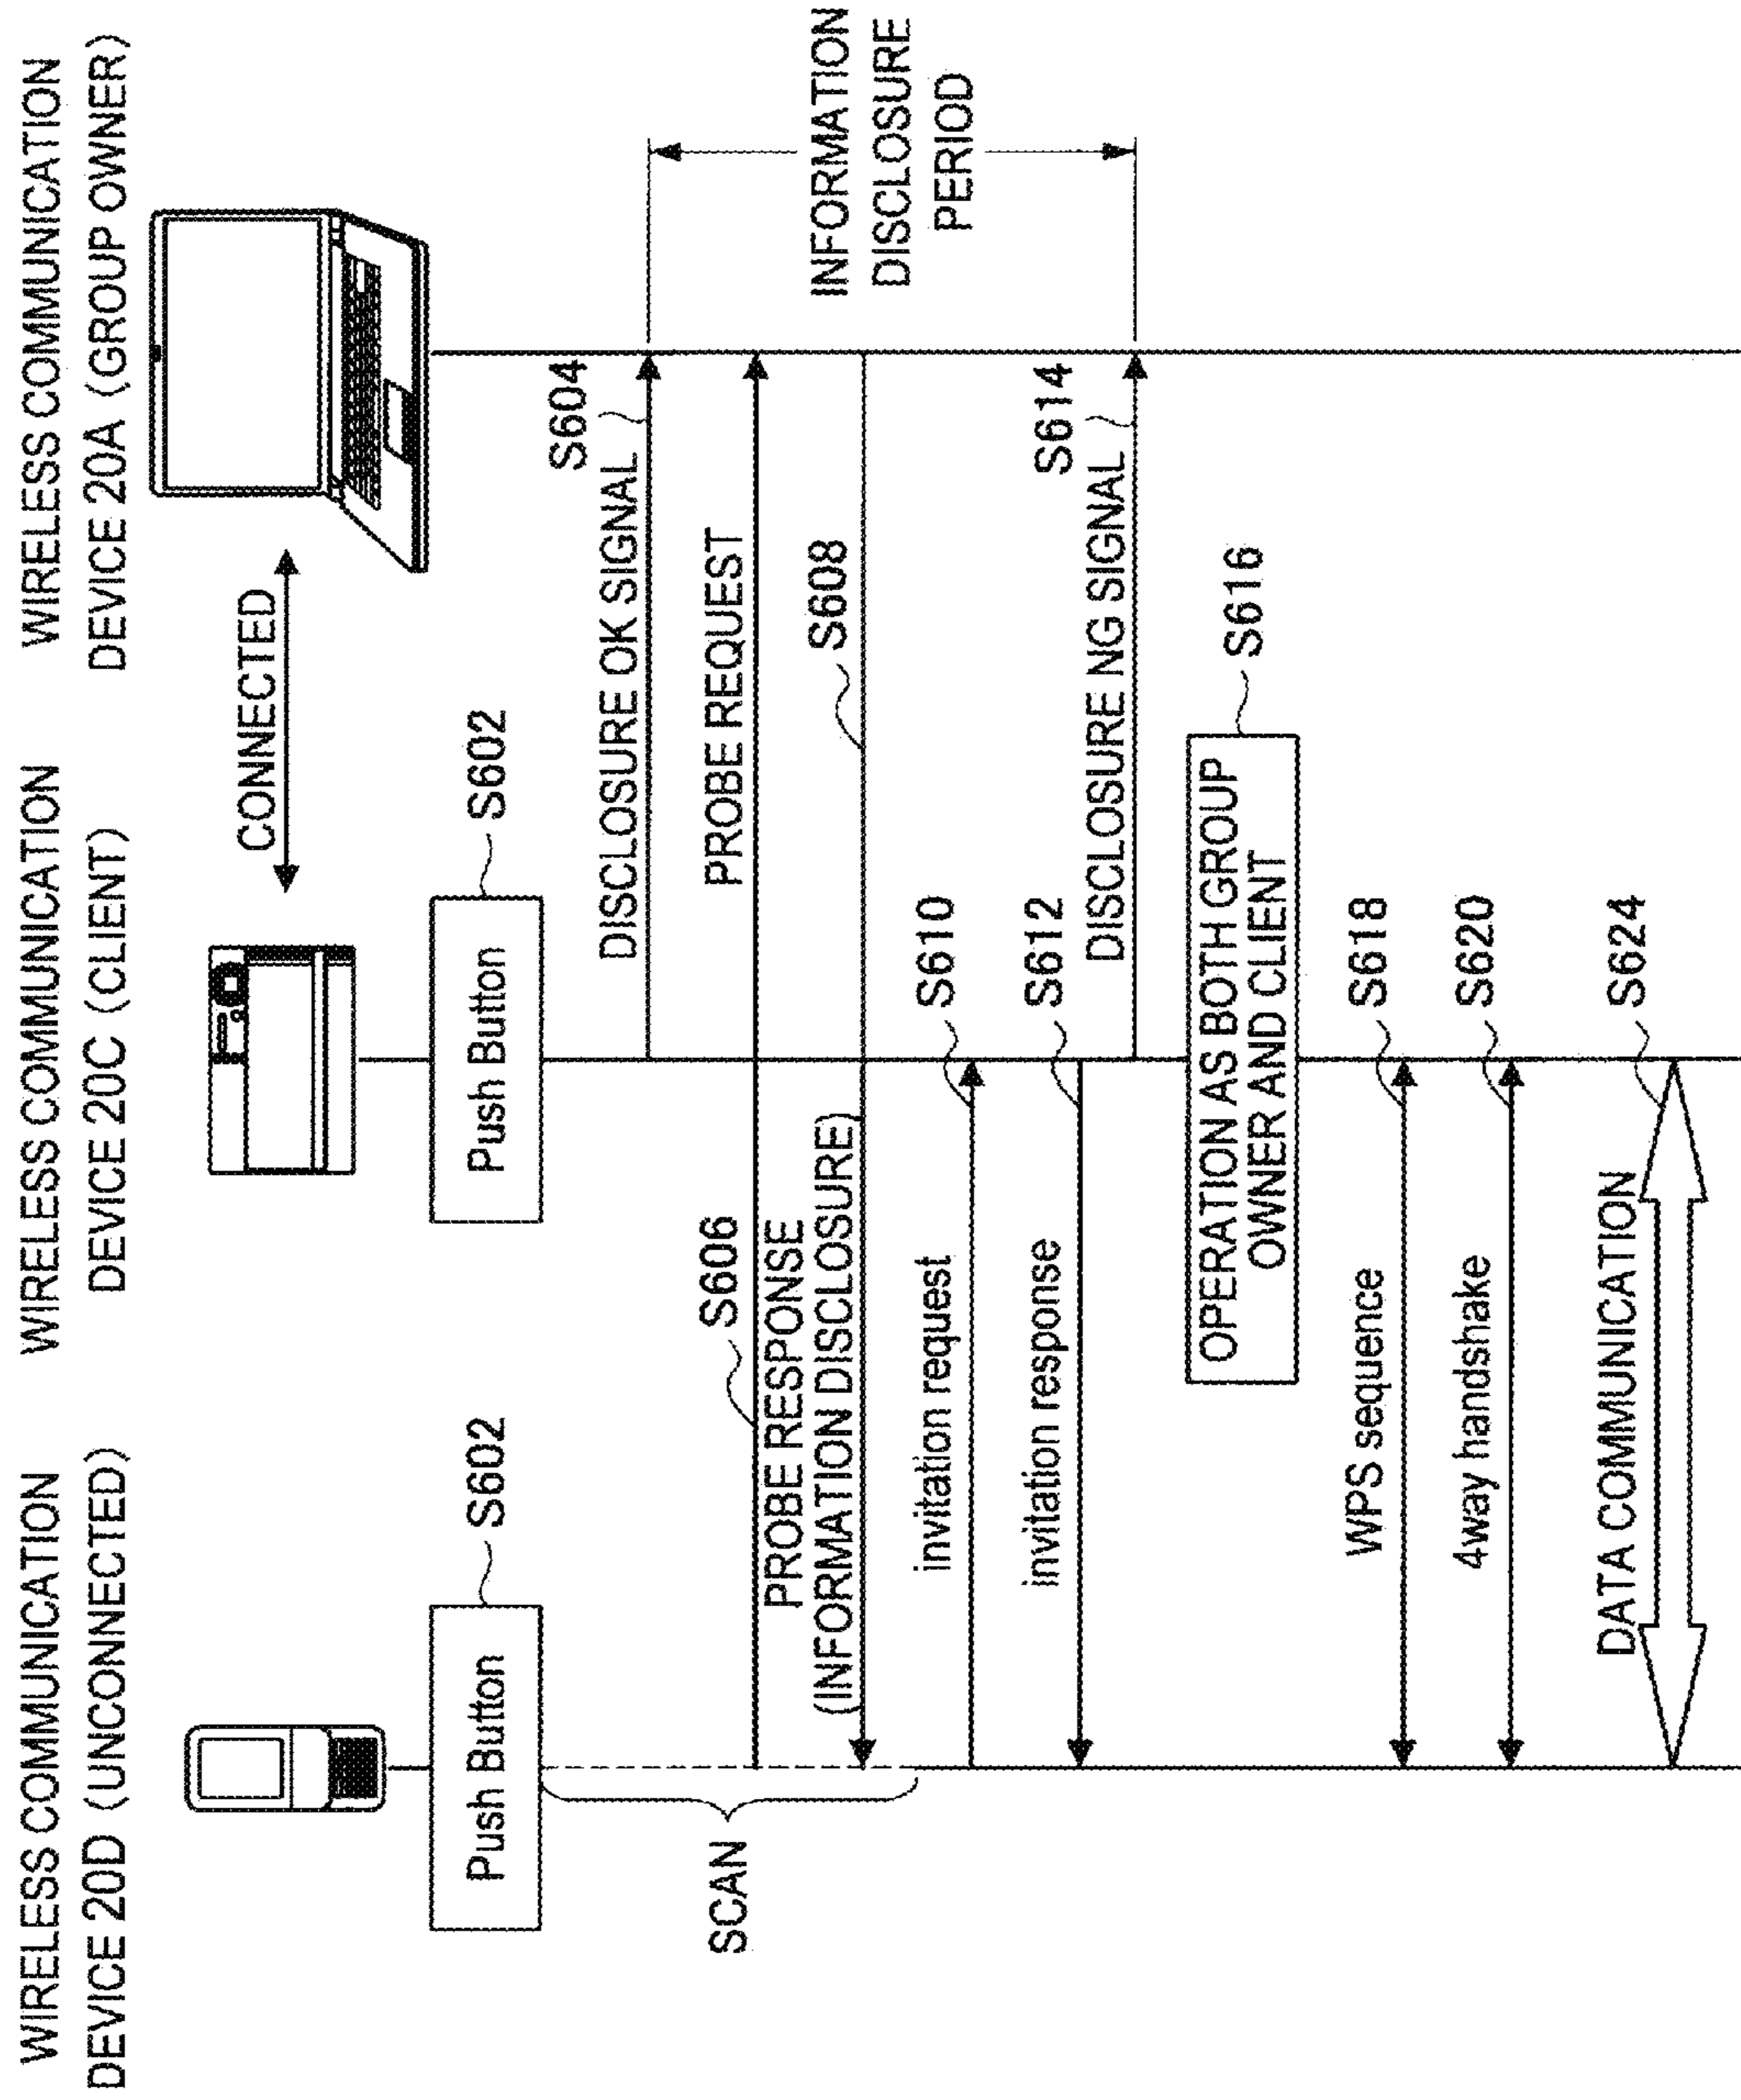 WIRELESS COMMUNICATION
DEVICE 20D (UNCONNECTED)
WIRELESS COMMUNICATION
DEVICE 20C (CLIENT)
WIRELESS COMMUNICATION
DEVICE 20A (GROUP OWNER)
CONNECTED
Push Button
S602
Push Button
S602
S604
DISCLOSURE OK SIGNAL
SCAN
S606
PROBE REQUEST
PROBE RESPONSE
(INFORMATION DISCLOSURE)
S608
INFORMATION
DISCLOSURE
PERIOD
invitation request
S610
invitation response
S612
S614
DISCLOSURE NG SIGNAL
OPERATION AS BOTH GROUP
OWNER AND CLIENT
S616
WPS sequence
S618
4way handshake
S620
DATA COMMUNICATION
S624